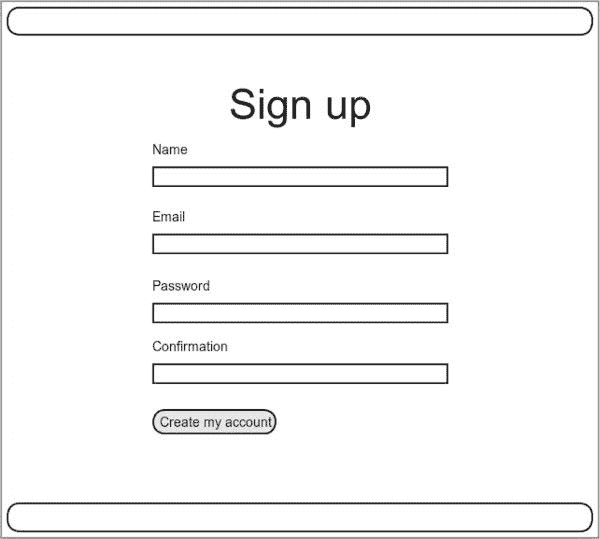 Sign up
Name
Email
Password
Confirmation
Create my account